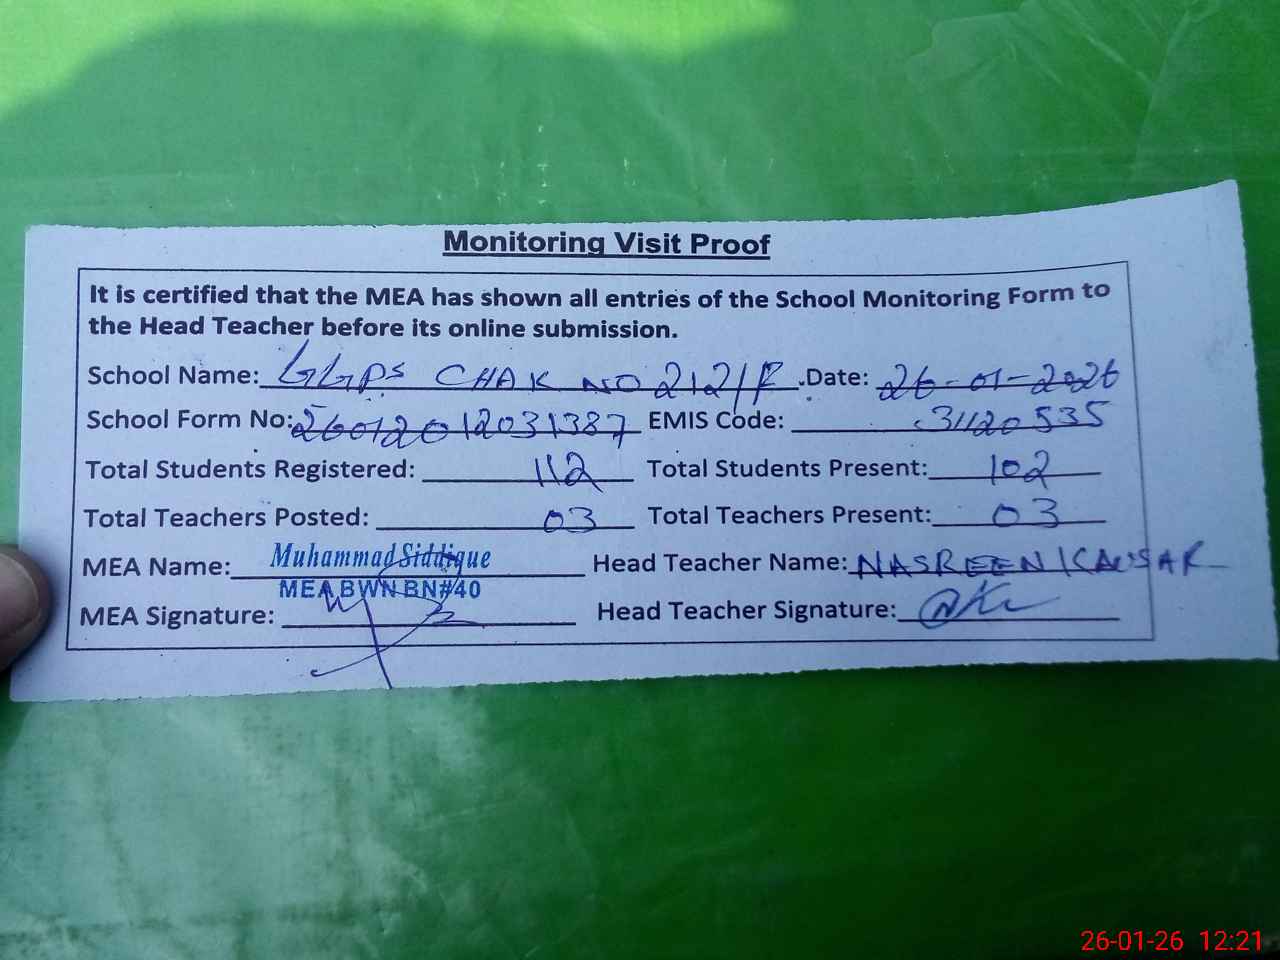 Monitoring Visit Proof
It is certified that the MEA has shown all entries of the School Monitoring Form to
the Head Teacher before its online submission.
School Name: GGPS CHAK NO 212/F .Date: 26-01-2026
School Form No: 26012012031387 EMIS Code: 31120535
Total Students Registered: 112 Total Students Present: 102
Total Teachers Posted: 03 Total Teachers Present: 03
MEA Name: Muhammad Siddique Head Teacher Name: NASREEN KAUSAR
MEA BWN BN#40
MEA Signature: Head Teacher Signature:
26-01-26 12:21